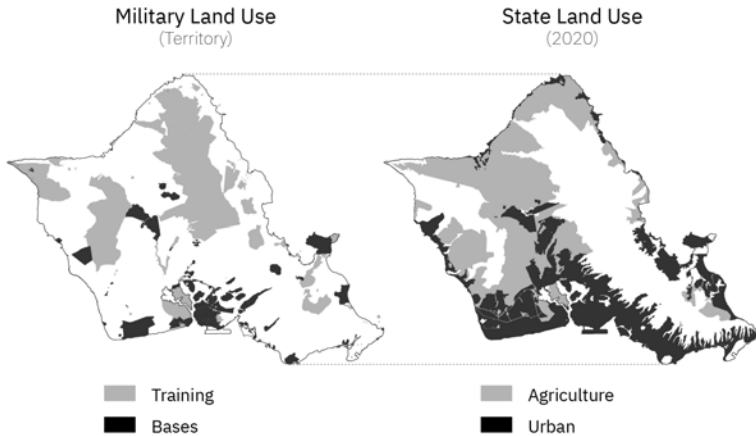 Military Land Use
(Territory)
State Land Use
(2020)
Training
Bases
Agriculture
Urban